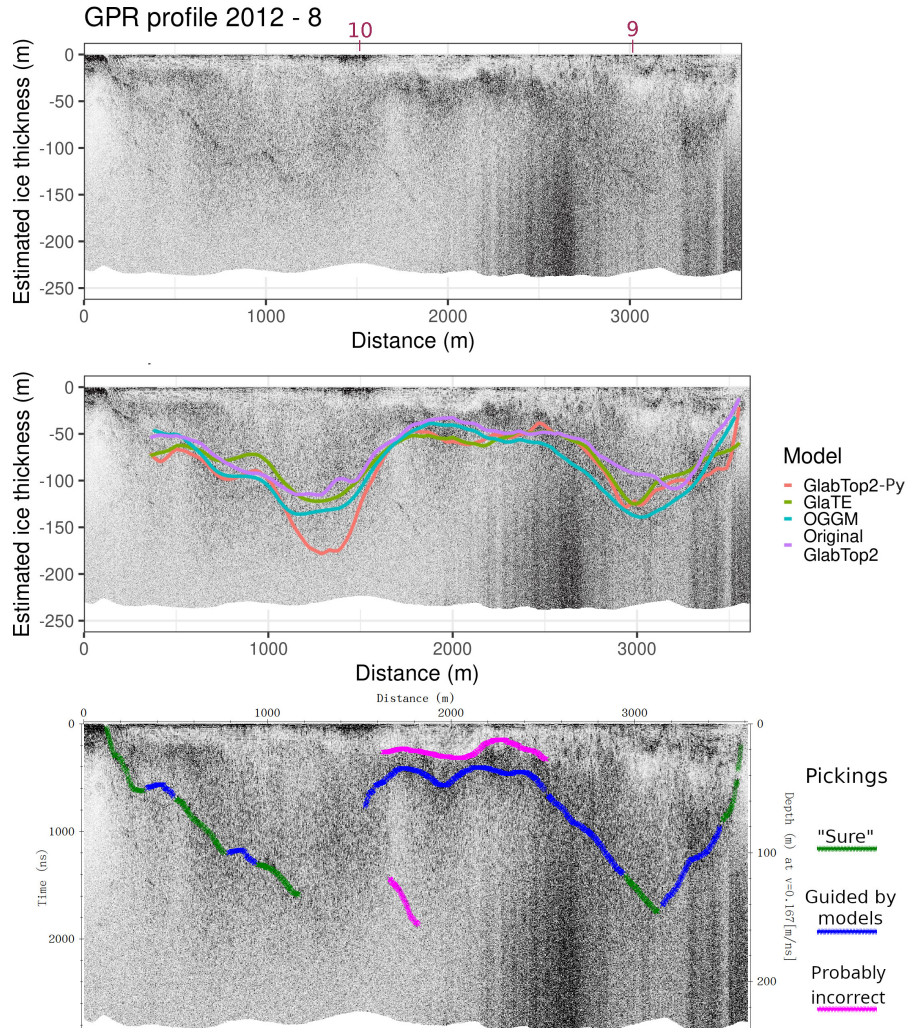 GPR profile 2012 - 8
10
9
Estimated ice thickness (m)
0
-50
-100
-150
-200
-250
0
1000
2000
3000
Distance (m)
Estimated ice thickness (m)
0
-50
-100
-150
-200
-250
0
1000
2000
3000
Distance (m)
Model
GlabTop2-Py
GlaTE
OGGM
Original
GlabTop2
Distance (m)
0
1000
2000
3000
Time (ns)
0
1000
2000
0
100
200
Depth (m) at v=0.167[m/ns]
Pickings
"Sure"
Guided by
models
Probably
incorrect